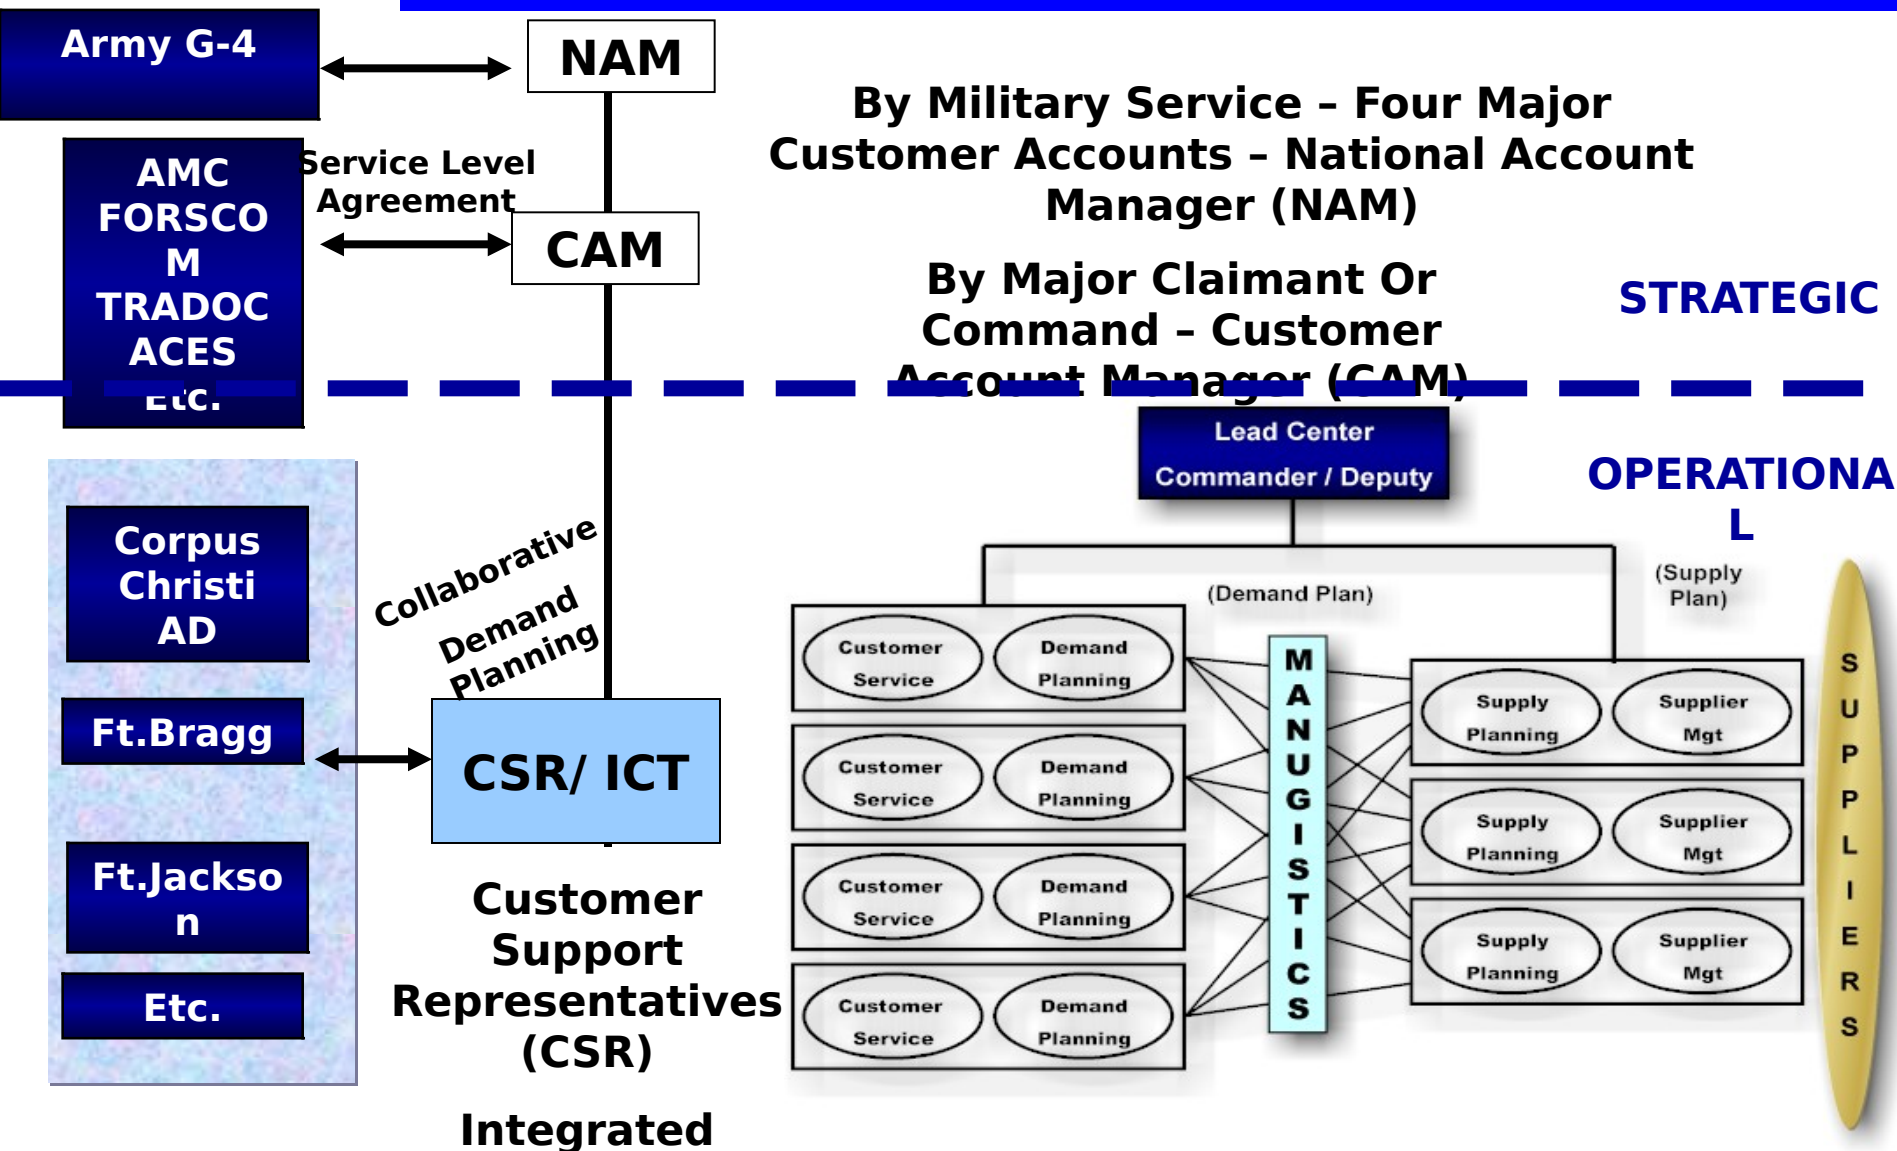 Army G-4
NAM
By Military Service – Four Major
Customer Accounts – National Account
Manager (NAM)
AMC
FORSCO
M
TRADOC
ACES
Etc.
Service Level
Agreement
CAM
By Major Claimant Or
Command – Customer
Account Manager (CAM)
STRATEGIC
Lead Center
Commander / Deputy
OPERATIONA
L
Corpus
Christi
AD
Ft.Bragg
Ft.Jackso
n
Etc.
Collaborative
Demand
Planning
CSR/ ICT
Customer
Support
Representatives
(CSR)
Integrated
(Demand Plan)
(Supply
Plan)
Customer
Service
Demand
Planning
Customer
Service
Demand
Planning
Customer
Service
Demand
Planning
Customer
Service
Demand
Planning
MANUGISTICS
Supply
Planning
Supplier
Mgt
Supply
Planning
Supplier
Mgt
Supply
Planning
Supplier
Mgt
SUPPLIERS